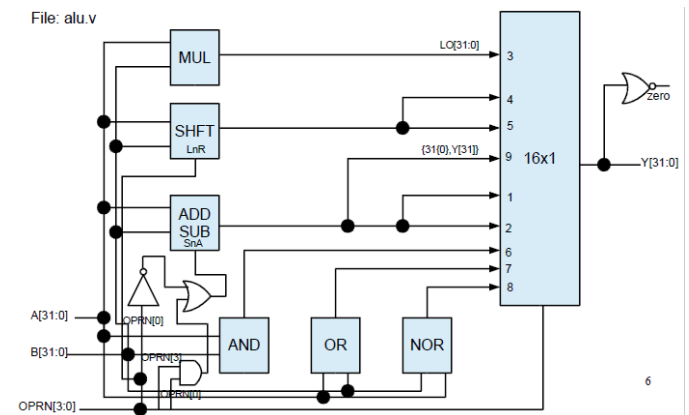 File: alu.v
MUL
LO[31:0]
3
zero
4
SHFT
LnR
5
{31{0},Y[31]}
9
16x1
Y[31:0]
ADD
SUB
SnA
1
2
6
7
8
OPRN[0]
A[31:0]
B[31:0]
AND
OR
NOR
OPRN[3]
OPRN[0]
OPRN[3:0]
6